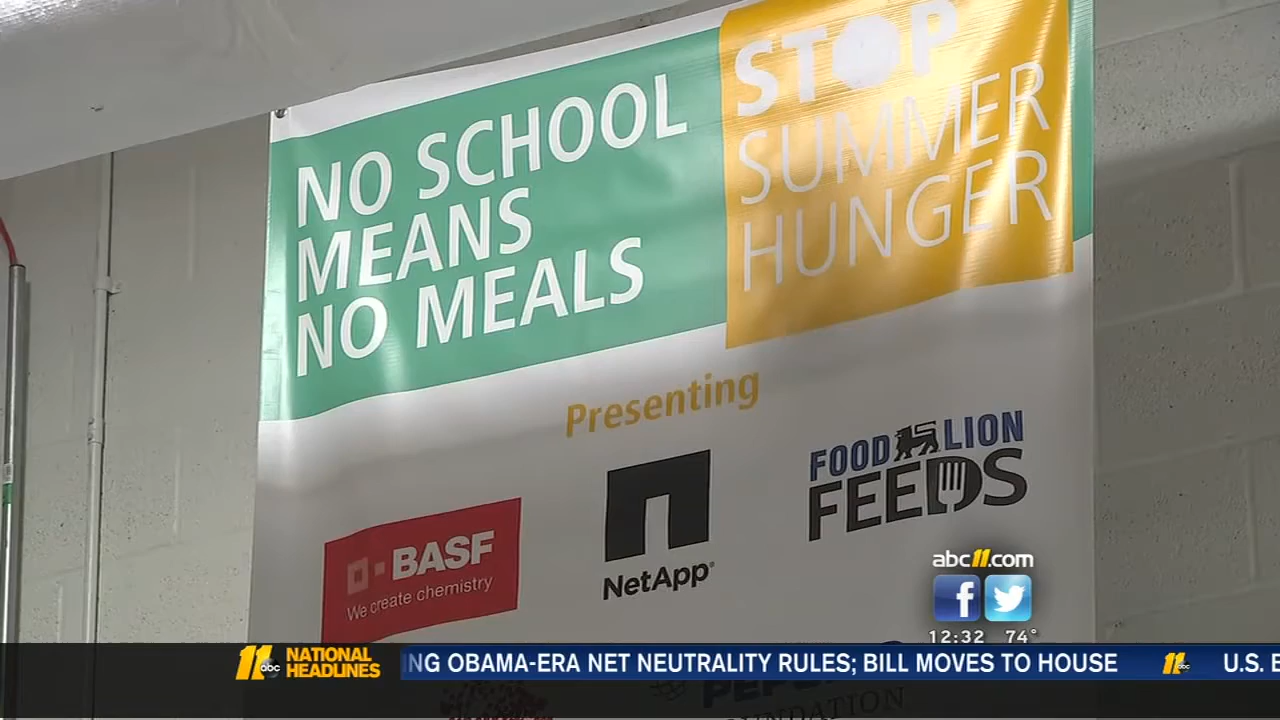 NO SCHOOL
MEANS
NO MEALS
STOP
SUMMER
HUNGER
Presenting
BASF
We create chemistry
NetApp
FOOD LION
FEEDS
abc11.com
12:32 74°
11 abc NATIONAL HEADLINES
ING OBAMA-ERA NET NEUTRALITY RULES; BILL MOVES TO HOUSE 11 abc U.S.